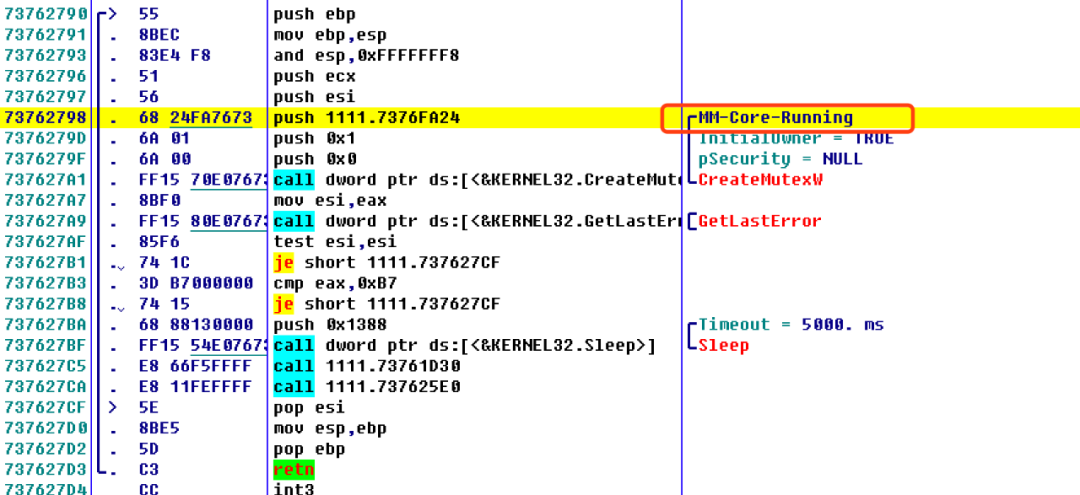 73762790 > 55 push ebp
73762791 . 8BEC mov ebp,esp
73762793 . 83E4 F8 and esp,0xFFFFFFF8
73762796 . 51 push ecx
73762797 . 56 push esi
73762798 . 68 24FA7673 push 1111.7376FA24 MM-Core-Running
7376279D . 6A 01 push 0x1 InitialOwner = TRUE
7376279F . 6A 00 push 0x0 pSecurity = NULL
737627A1 . FF15 70E07673 call dword ptr ds:[<&KERNEL32.CreateMute CreateMutexW
737627A7 . 8BF0 mov esi,eax
737627A9 . FF15 80E07673 call dword ptr ds:[<&KERNEL32.GetLastErr GetLastError
737627AF . 85F6 test esi,esi
737627B1 . 74 1C je short 1111.737627CF
737627B3 . 3D B7000000 cmp eax,0xB7
737627B8 . 74 15 je short 1111.737627CF
737627BA . 68 88130000 push 0x1388 Timeout = 5000. ms
737627BF . FF15 54E07673 call dword ptr ds:[<&KERNEL32.Sleep>] Sleep
737627C5 . E8 66F5FFFF call 1111.73761D30
737627CA . E8 11FEFFFF call 1111.737625E0
737627CF > 5E pop esi
737627D0 . 8BE5 mov esp,ebp
737627D2 . 5D pop ebp
737627D3 . C3 retn
737627D4 CC int3